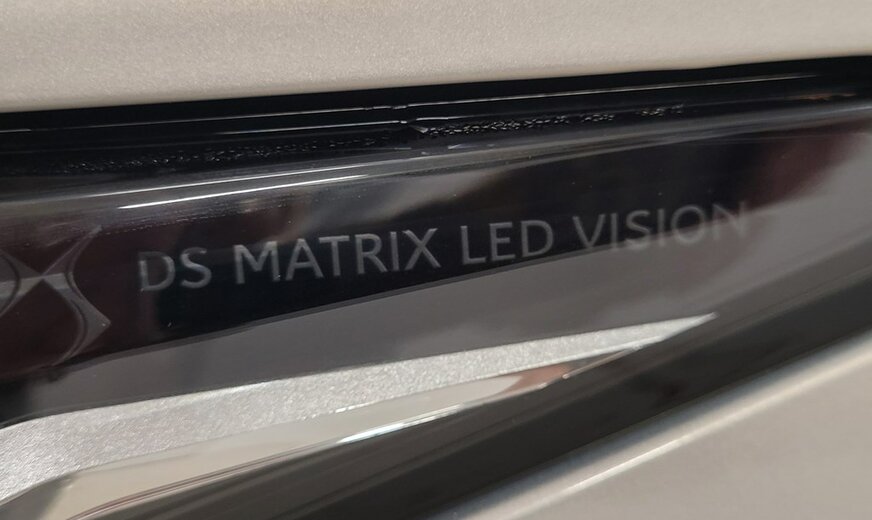 DS MATRIX LED VISION